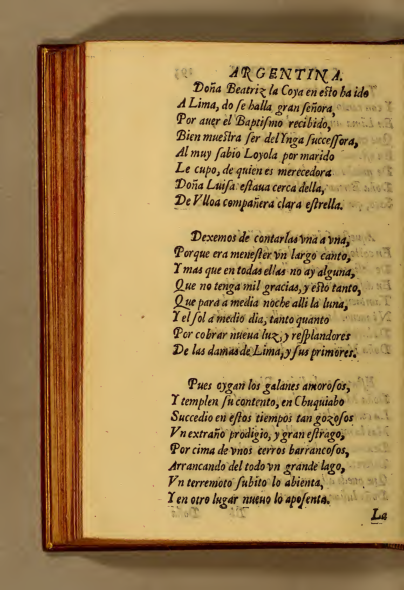 ARGENTINA.
Doña Beatriz la Coya en eſto ha ido
A Lima, do ſe halla gran ſeñora,
Por auer el Baptiſmo recibido,
Bien mueſtra ſer del Ynga ſucceſſora,
Al muy ſabio Loyola por marido
Le cupo, de quien es merecedora
Doña Luiſa eſtaua cerca della,
De Vlloa compañera clara eſtrella.
Dexemos de contarlas vna a vna,
Porque era meneſter vn largo canto,
Y mas que en todas ellas no ay alguna,
Que no tenga mil gracias, y eſto tanto,
Que para a media noche alli la luna,
Y el ſol a medio dia, tanto quanto
Por cobrar nueua luz, y reſplandores
De las damas de Lima, y ſus primores.
Pues oygan los galanes amoroſos,
Y templen ſu contento, en Chuquiabo
Succedio en eſtos tiempos tan gozoſos
Vn extraño prodigio, y gran eſtrago,
Por cima de vnos cerros barrancoſos,
Arrancando del todo vn grande lago,
Vn terremoto ſubito lo abienta,
Y en otro lugar nueuo lo apoſenta.
La